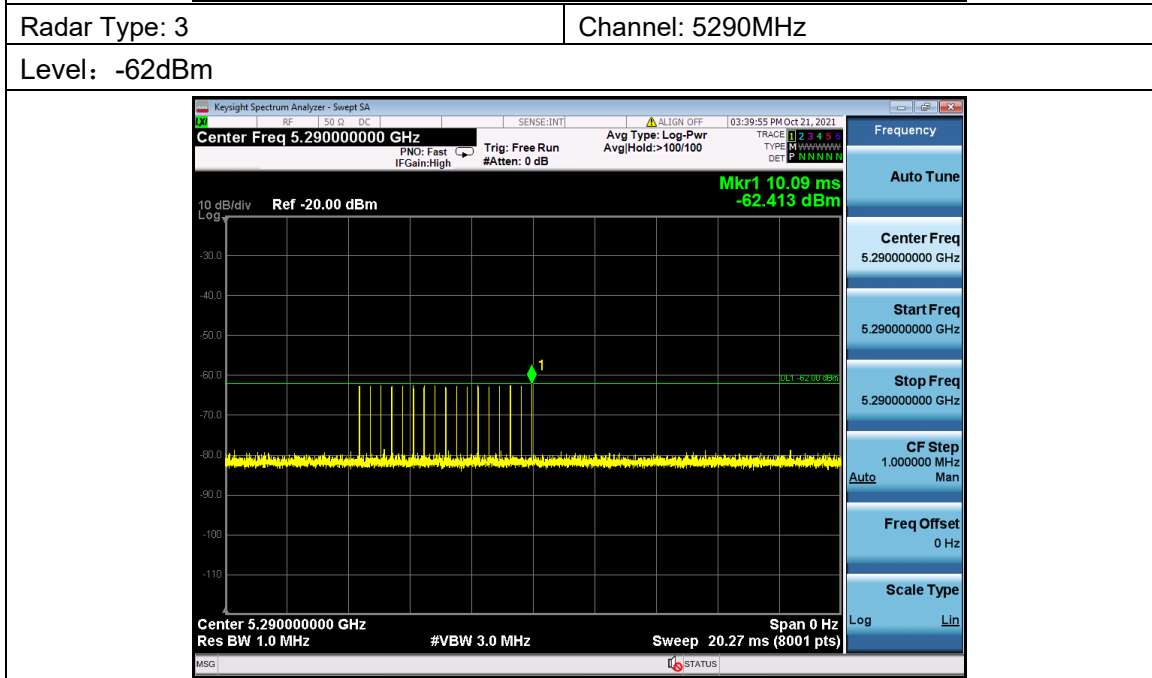 Radar Type: 3
Channel: 5290MHz
Level：-62dBm
Keysight Spectrum Analyzer - Swept SA
LXI RF 50 Ω DC SENSE:INT ALIGN OFF 03:39:55 PM Oct 21, 2021
Center Freq 5.290000000 GHz
PNO: Fast
IFGain:High
Trig: Free Run
#Atten: 0 dB
Avg Type: Log-Pwr
Avg|Hold:>100/100
TRACE 1 2 3 4 5 6
TYPE M WWWWW
DET P N N N N N
Mkr1 10.09 ms
-62.413 dBm
10 dB/div Ref -20.00 dBm
Log
-30.0
-40.0
-50.0
-60.0
-70.0
-80.0
-90.0
-100
-110
1
DL1 -62.00 dBm
Center 5.290000000 GHz Span 0 Hz
Res BW 1.0 MHz #VBW 3.0 MHz Sweep 20.27 ms (8001 pts)
MSG STATUS
Frequency
Auto Tune
Center Freq
5.290000000 GHz
Start Freq
5.290000000 GHz
Stop Freq
5.290000000 GHz
CF Step
1.000000 MHz
Auto Man
Freq Offset
0 Hz
Scale Type
Log Lin